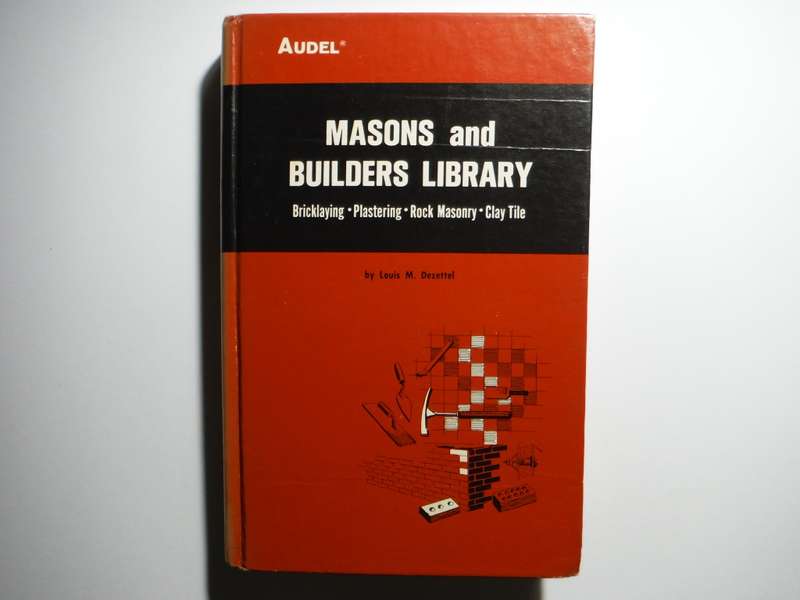 AUDEL®
MASONS and
BUILDERS LIBRARY
Bricklaying • Plastering • Rock Masonry • Clay Tile
by Louis M. Dezettel